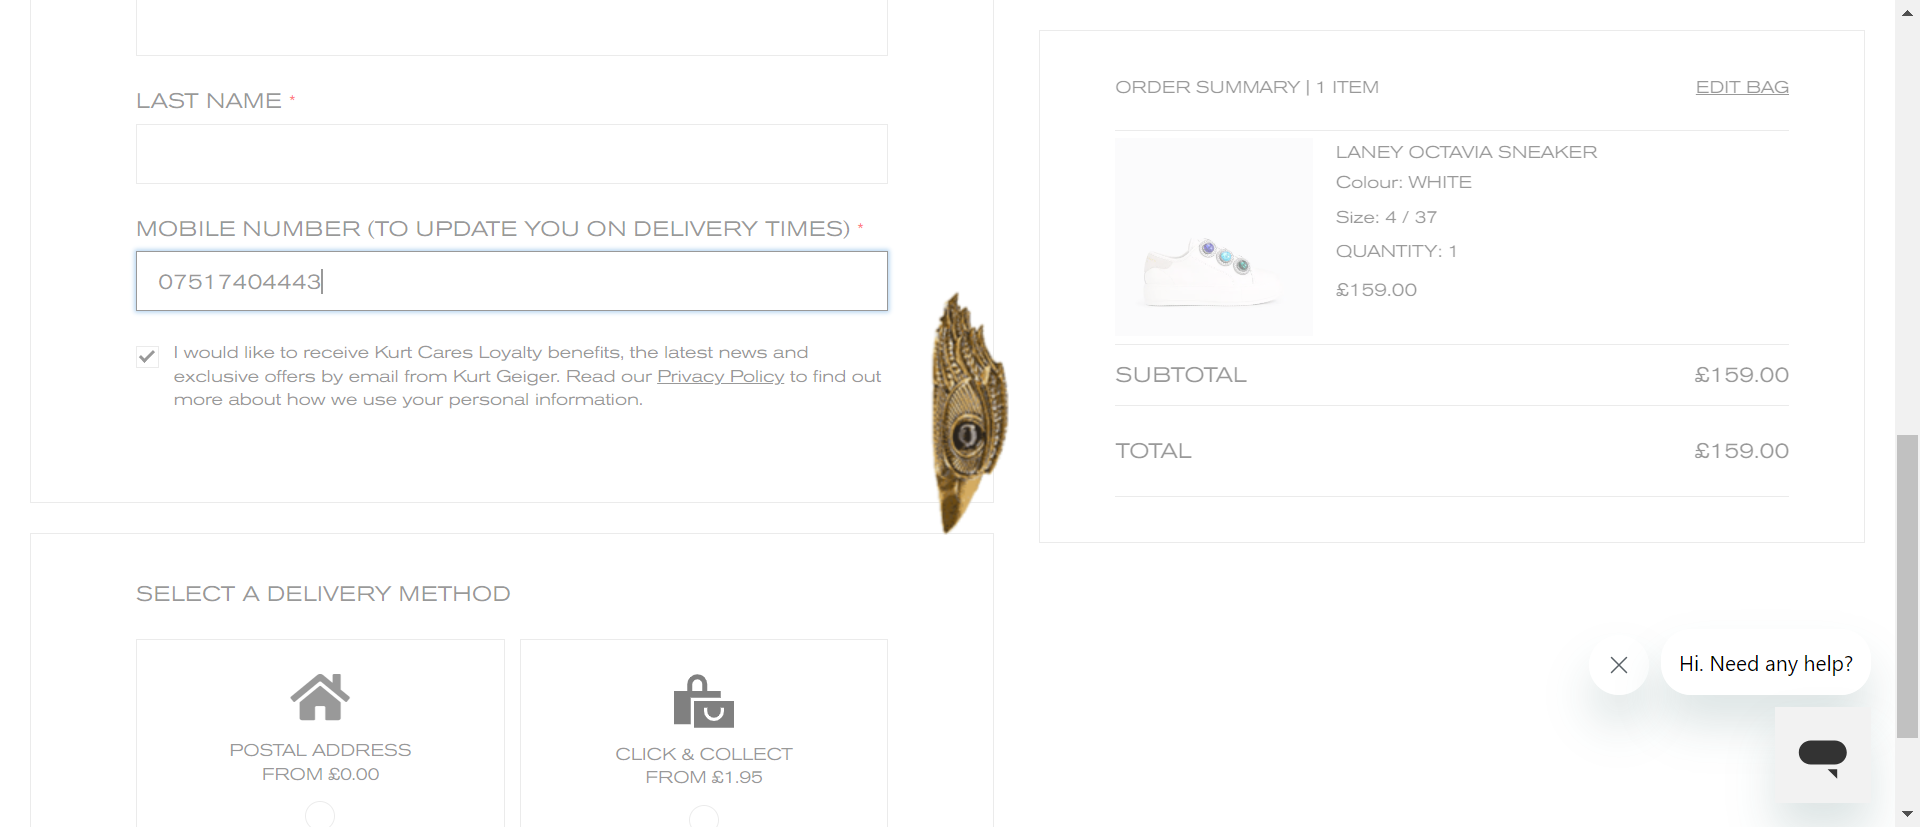 LAST NAME *
MOBILE NUMBER (TO UPDATE YOU ON DELIVERY TIMES) *
07517404443
I would like to receive Kurt Cares Loyalty benefits, the latest news and
exclusive offers by email from Kurt Geiger. Read our Privacy Policy to find out
more about how we use your personal information.
SELECT A DELIVERY METHOD
POSTAL ADDRESS
FROM £0.00
CLICK & COLLECT
FROM £1.95
ORDER SUMMARY | 1 ITEM
EDIT BAG
LANEY OCTAVIA SNEAKER
Colour: WHITE
Size: 4 / 37
QUANTITY: 1
£159.00
SUBTOTAL £159.00
TOTAL £159.00
Hi. Need any help?